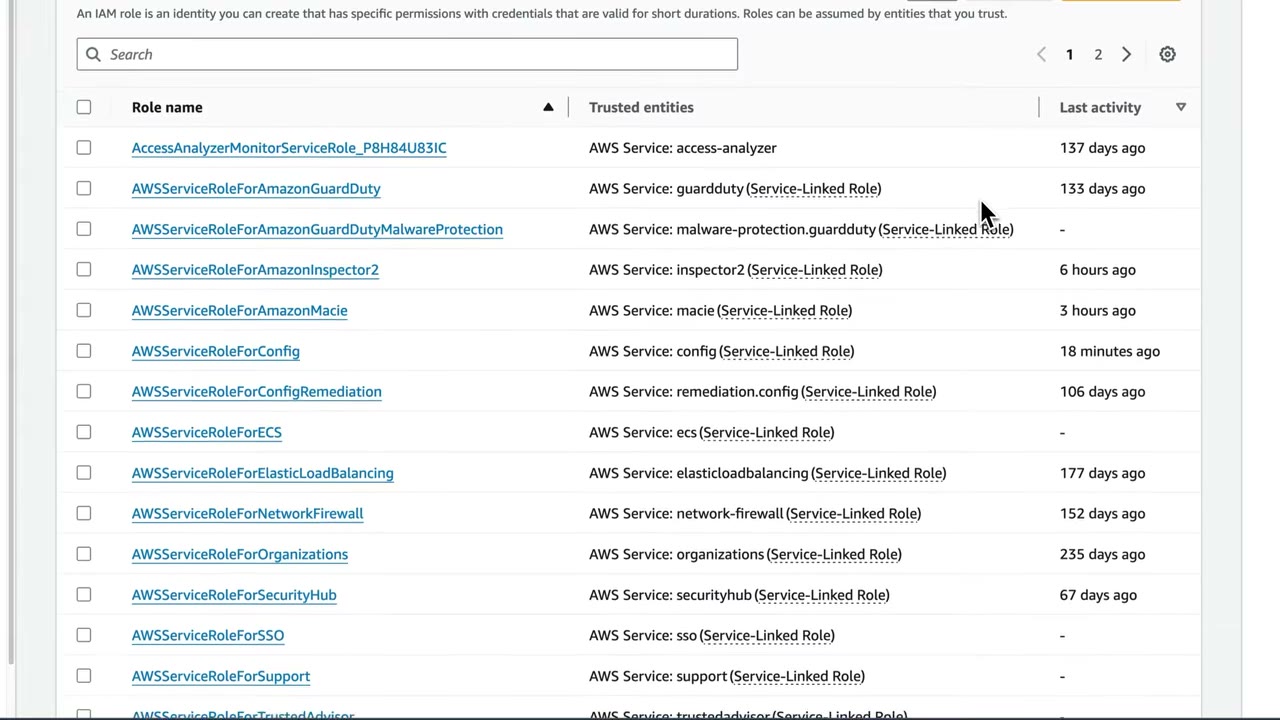 An IAM role is an identity you can create that has specific permissions with credentials that are valid for short durations. Roles can be assumed by entities that you trust.
Search
1 2
Role name Trusted entities Last activity
AccessAnalyzerMonitorServiceRole_P8H84U83IC AWS Service: access-analyzer 137 days ago
AWSServiceRoleForAmazonGuardDuty AWS Service: guardduty (Service-Linked Role) 133 days ago
AWSServiceRoleForAmazonGuardDutyMalwareProtection AWS Service: malware-protection.guardduty (Service-Linked Role) -
AWSServiceRoleForAmazonInspector2 AWS Service: inspector2 (Service-Linked Role) 6 hours ago
AWSServiceRoleForAmazonMacie AWS Service: macie (Service-Linked Role) 3 hours ago
AWSServiceRoleForConfig AWS Service: config (Service-Linked Role) 18 minutes ago
AWSServiceRoleForConfigRemediation AWS Service: remediation.config (Service-Linked Role) 106 days ago
AWSServiceRoleForECS AWS Service: ecs (Service-Linked Role) -
AWSServiceRoleForElasticLoadBalancing AWS Service: elasticloadbalancing (Service-Linked Role) 177 days ago
AWSServiceRoleForNetworkFirewall AWS Service: network-firewall (Service-Linked Role) 152 days ago
AWSServiceRoleForOrganizations AWS Service: organizations (Service-Linked Role) 235 days ago
AWSServiceRoleForSecurityHub AWS Service: securityhub (Service-Linked Role) 67 days ago
AWSServiceRoleForSSO AWS Service: sso (Service-Linked Role) -
AWSServiceRoleForSupport AWS Service: support (Service-Linked Role) -
AWSServiceRoleForTrustedAdvisor AWS Service: trustedadvisor (Service-Linked Role) -